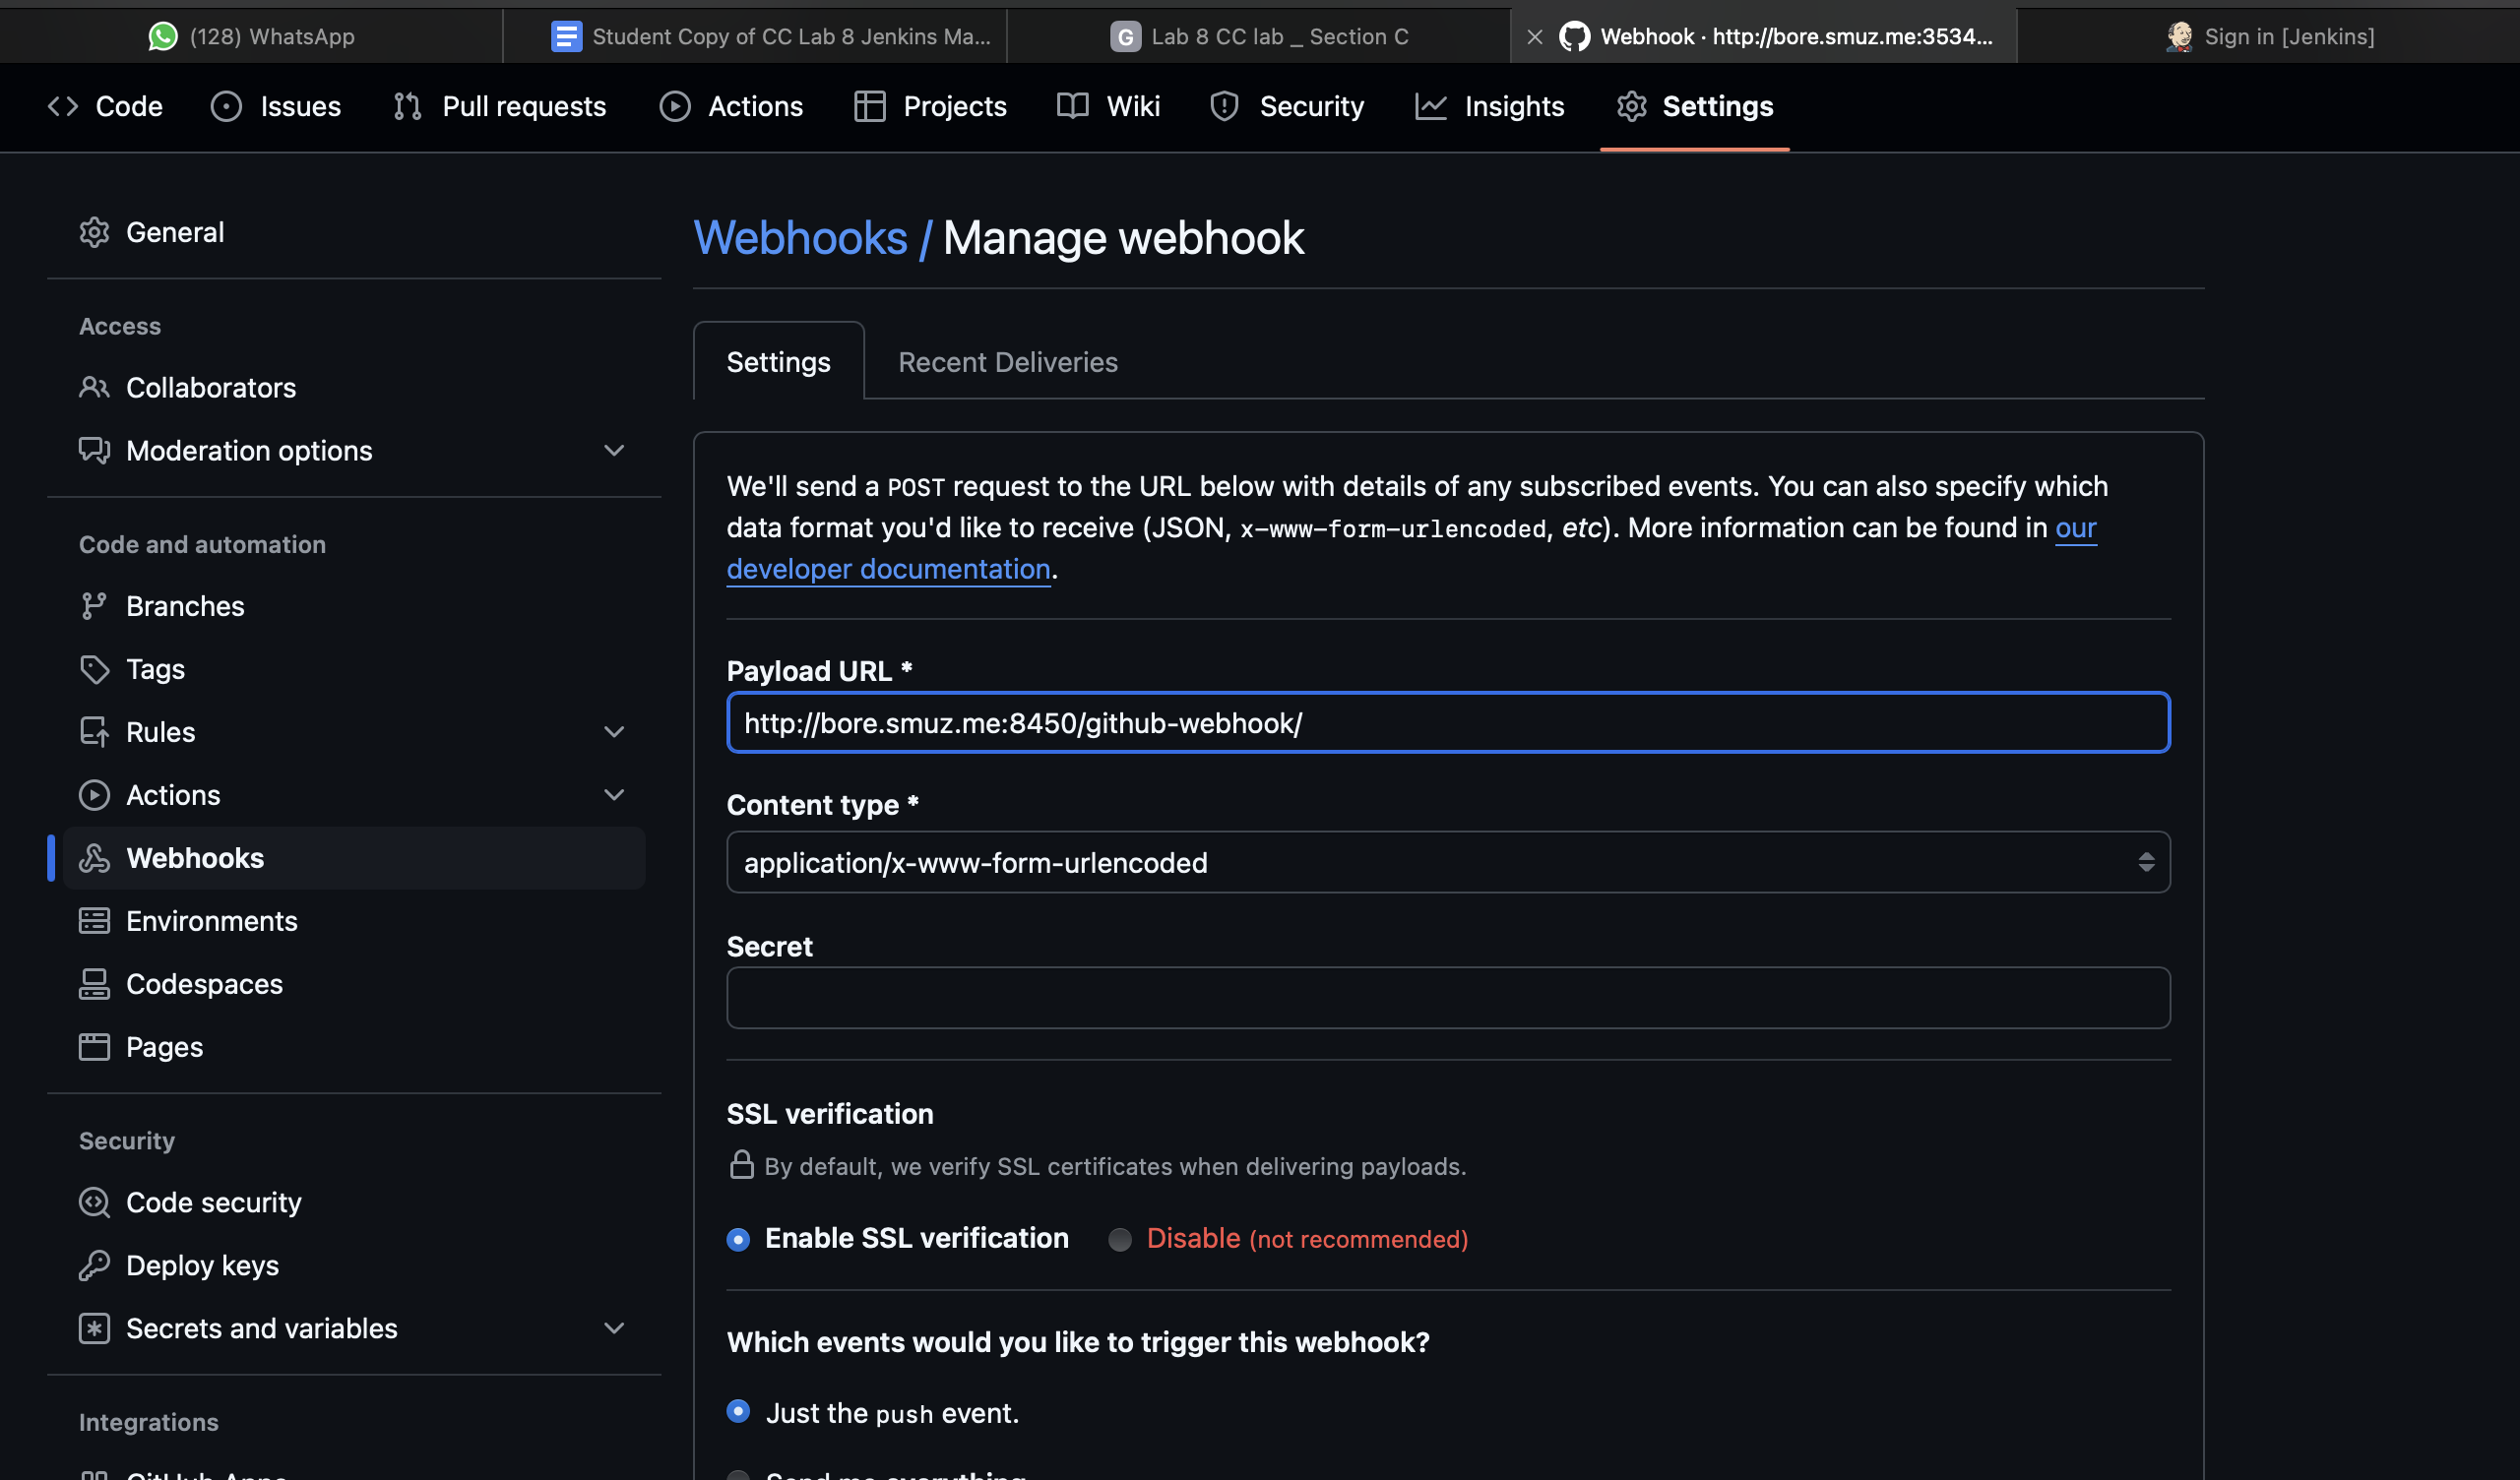 (128) WhatsApp
Student Copy of CC Lab 8 Jenkins Ma...
G Lab 8 CC lab _ Section C
Webhook · http://bore.smuz.me:3534...
Sign in [Jenkins]
Code
Issues
Pull requests
Actions
Projects
Wiki
Security
Insights
Settings
General
Access
Collaborators
Moderation options
Code and automation
Branches
Tags
Rules
Actions
Webhooks
Environments
Codespaces
Pages
Security
Code security
Deploy keys
Secrets and variables
Integrations
GitHub Apps
Webhooks / Manage webhook
Settings
Recent Deliveries
We'll send a POST request to the URL below with details of any subscribed events. You can also specify which
data format you'd like to receive (JSON, x-www-form-urlencoded, etc). More information can be found in our
developer documentation.
Payload URL *
http://bore.smuz.me:8450/github-webhook/
Content type *
application/x-www-form-urlencoded
Secret
SSL verification
By default, we verify SSL certificates when delivering payloads.
Enable SSL verification
Disable (not recommended)
Which events would you like to trigger this webhook?
Just the push event.
Send me everything.